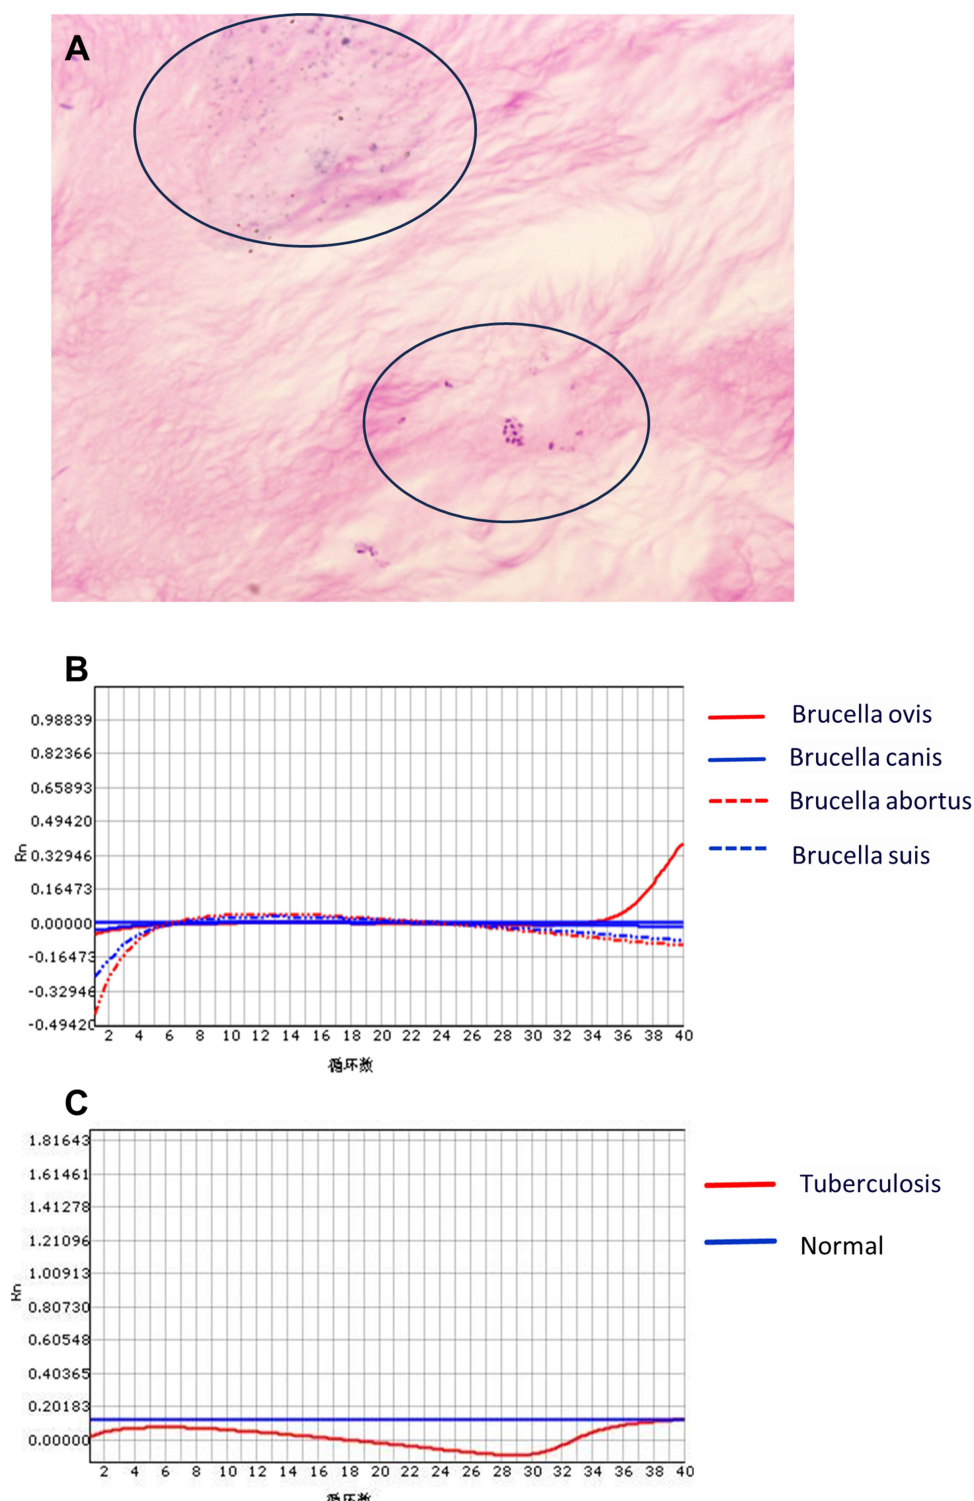 A
B
0.98839
0.82366
0.65893
0.49420
0.32946
0.16473
0.00000
-0.16473
-0.32946
-0.49420
Rn
2 4 6 8 10 12 14 16 18 20 22 24 26 28 30 32 34 36 38 40
循环数
Brucella ovis
Brucella canis
Brucella abortus
Brucella suis
C
1.81643
1.61461
1.41278
1.21096
1.00913
0.80730
0.60548
0.40365
0.20183
0.00000
Rn
2 4 6 8 10 12 14 16 18 20 22 24 26 28 30 32 34 36 38 40
循环数
Tuberculosis
Normal